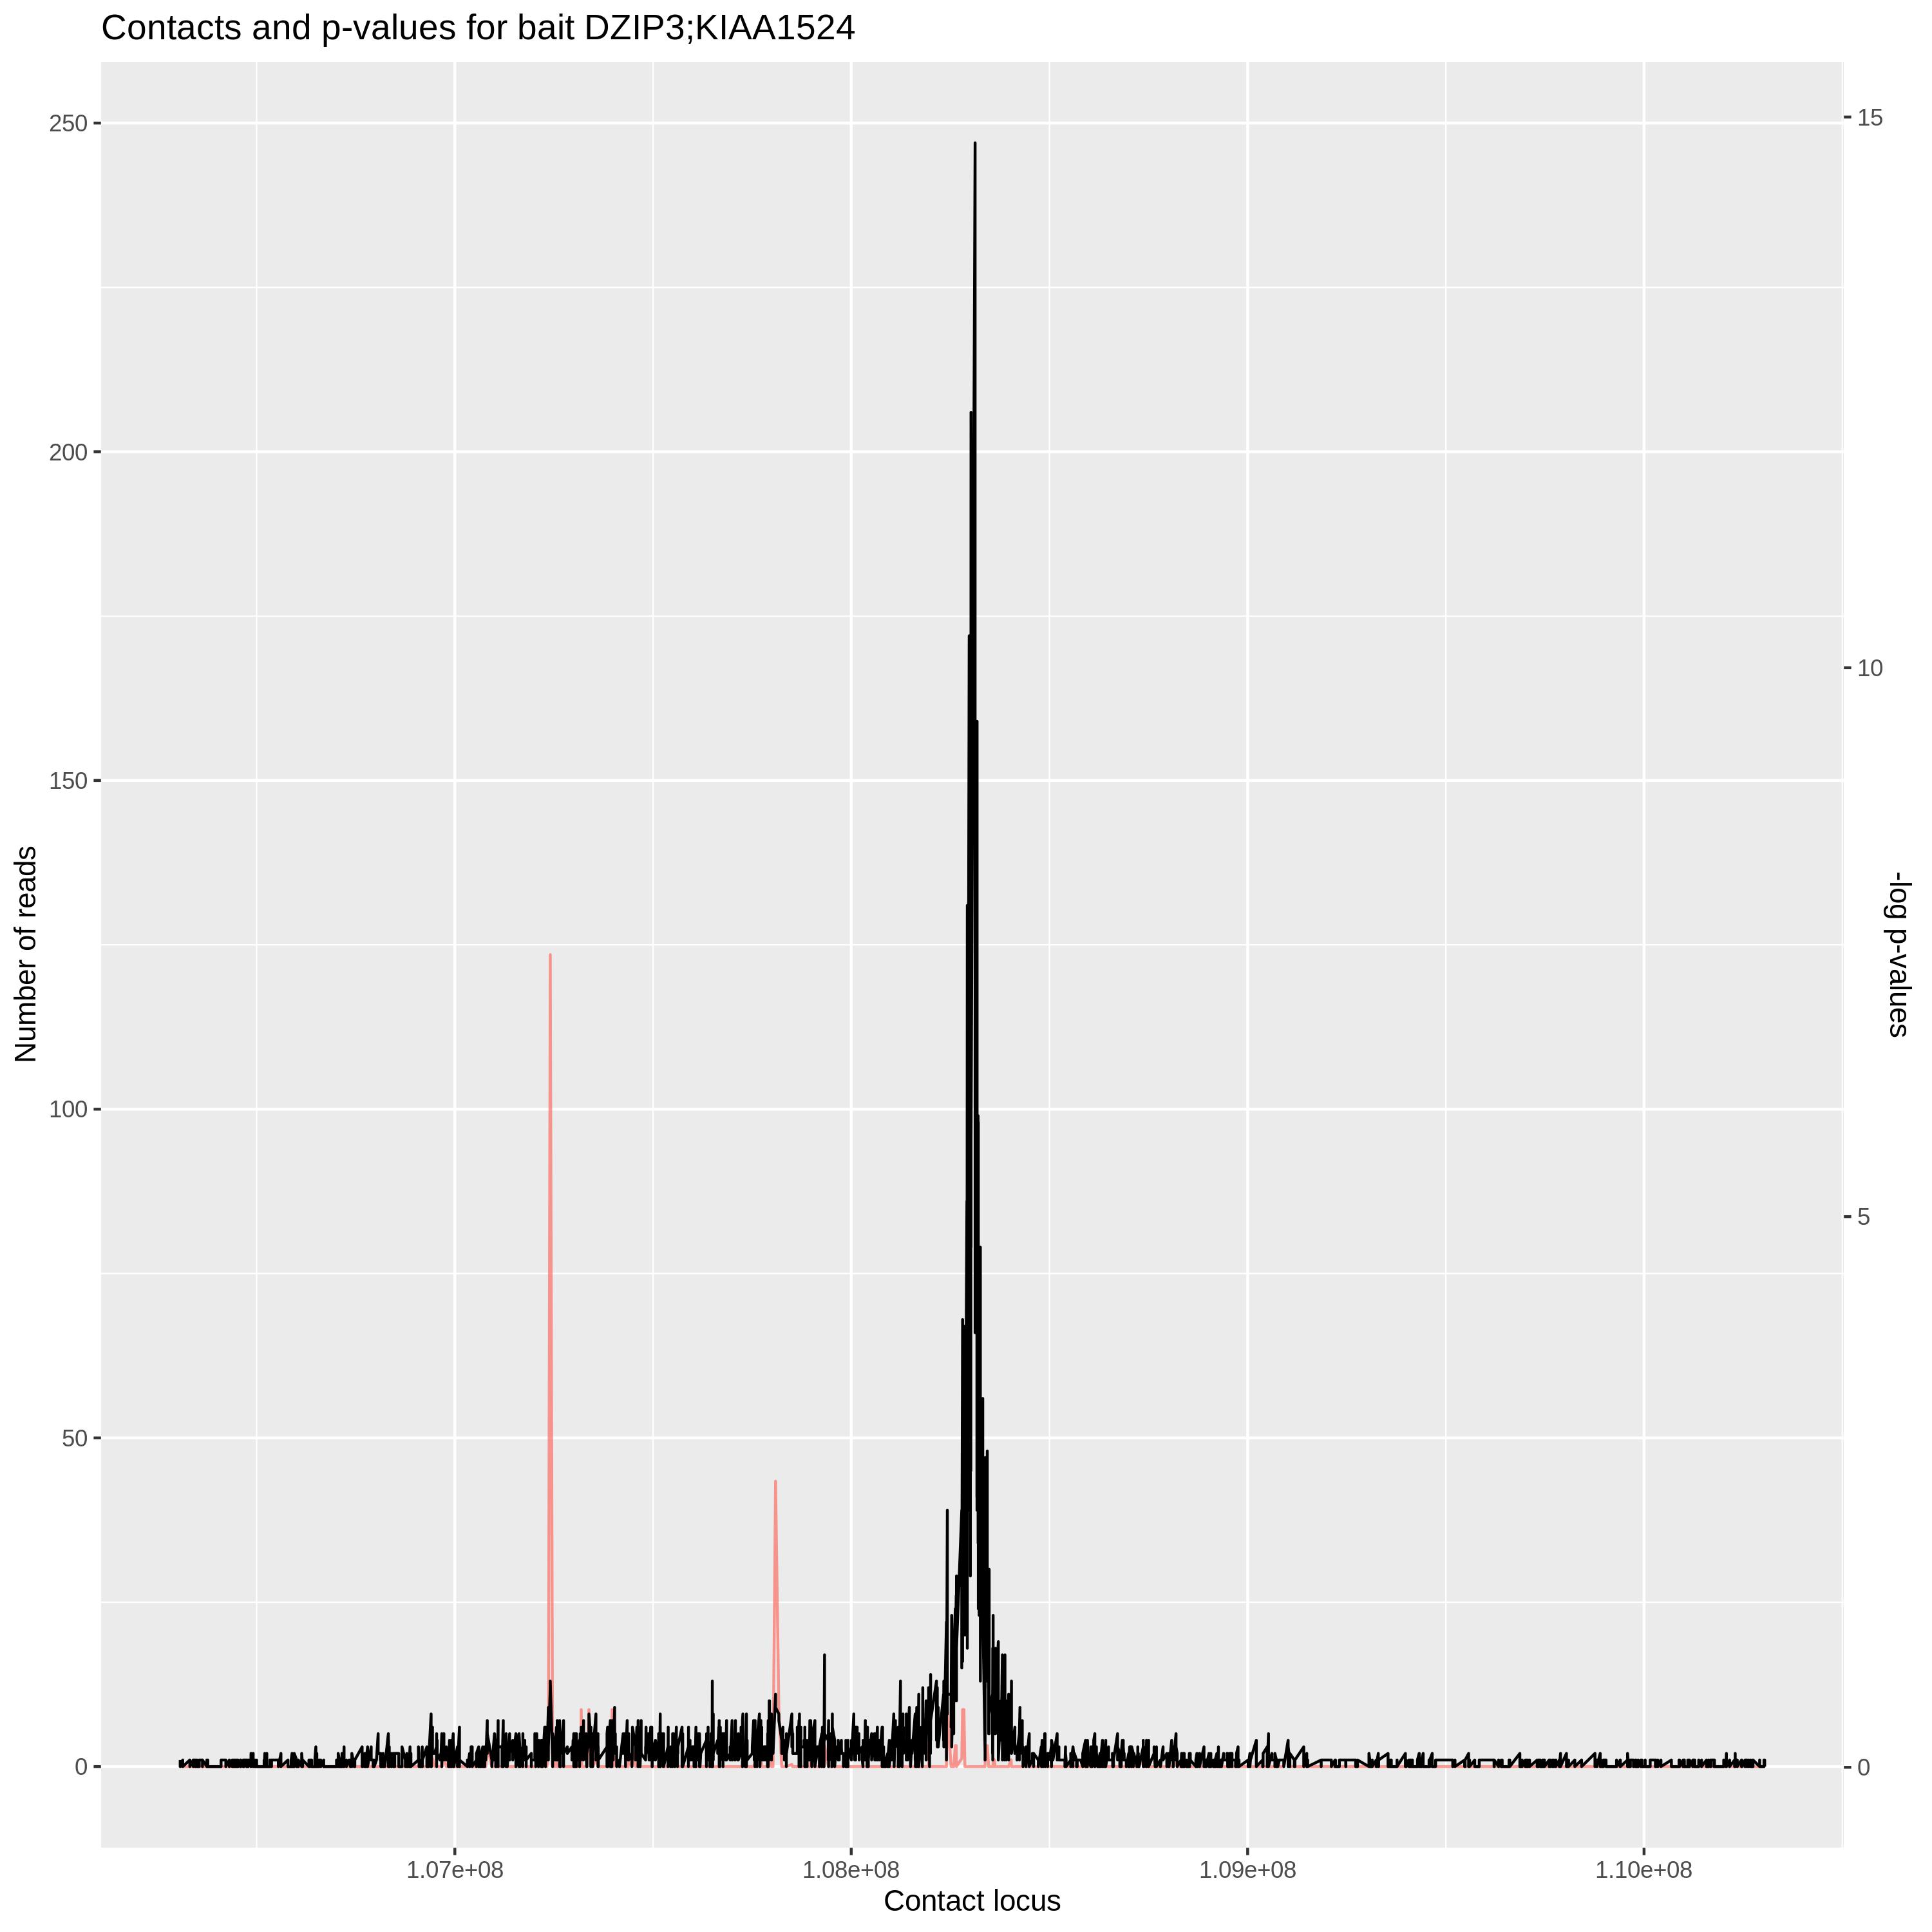 Contacts and p-values for bait DZIP3;KIAA1524
250
200
150
100
50
0
Number of reads
15
10
5
0
-log p-values
1.07e+08
1.08e+08
1.09e+08
1.10e+08
Contact locus